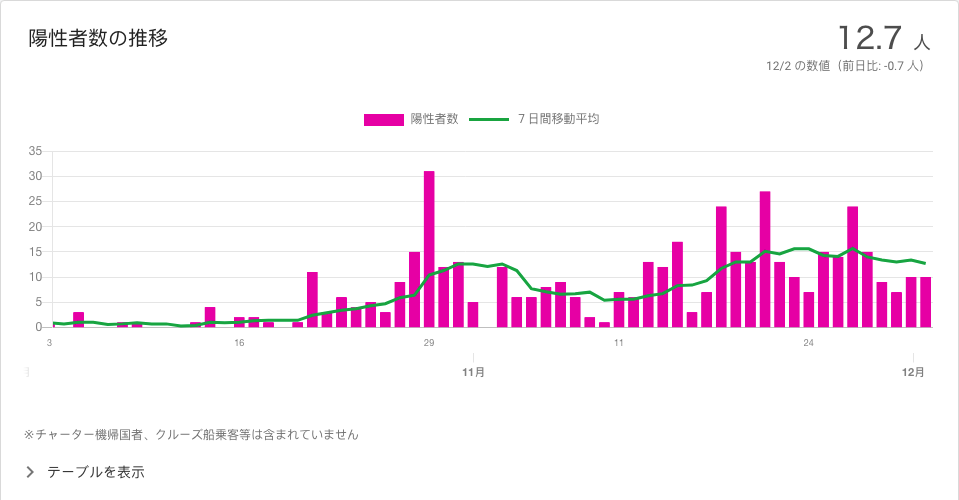 陽性者数の推移
12.7 人
12/2 の数値（前日比: -0.7 人）
陽性者数 7 日間移動平均
35
30
25
20
15
10
5
0
3 16 29 11 24
11月 12月
※チャーター機帰国者、クルーズ船乗客等は含まれていません
テーブルを表示